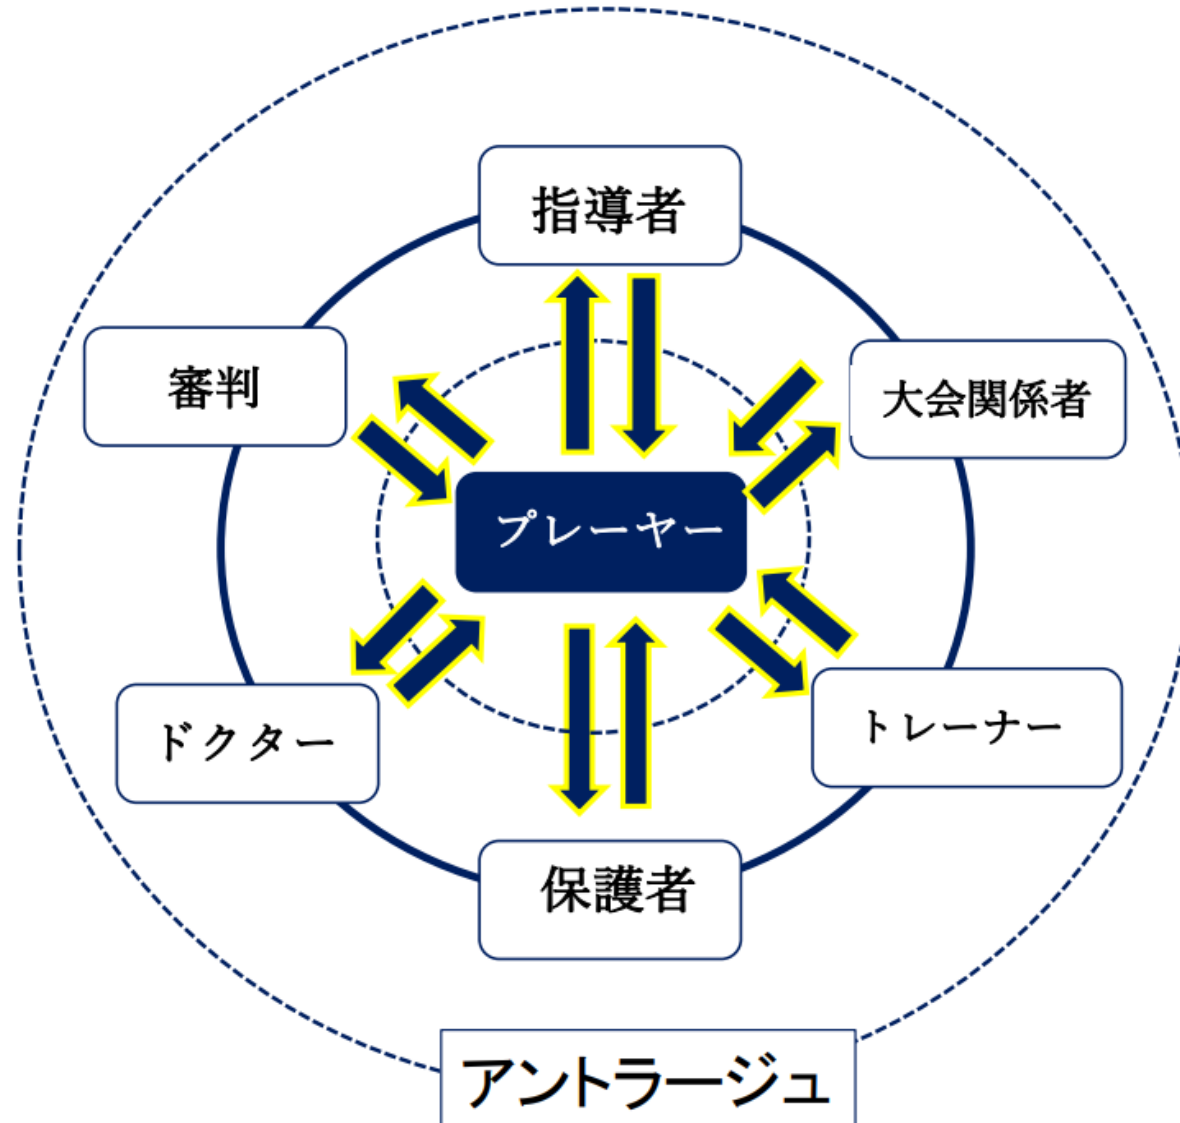 指導者
審判
大会関係者
プレーヤー
ドクター
トレーナー
保護者
アントラージュ